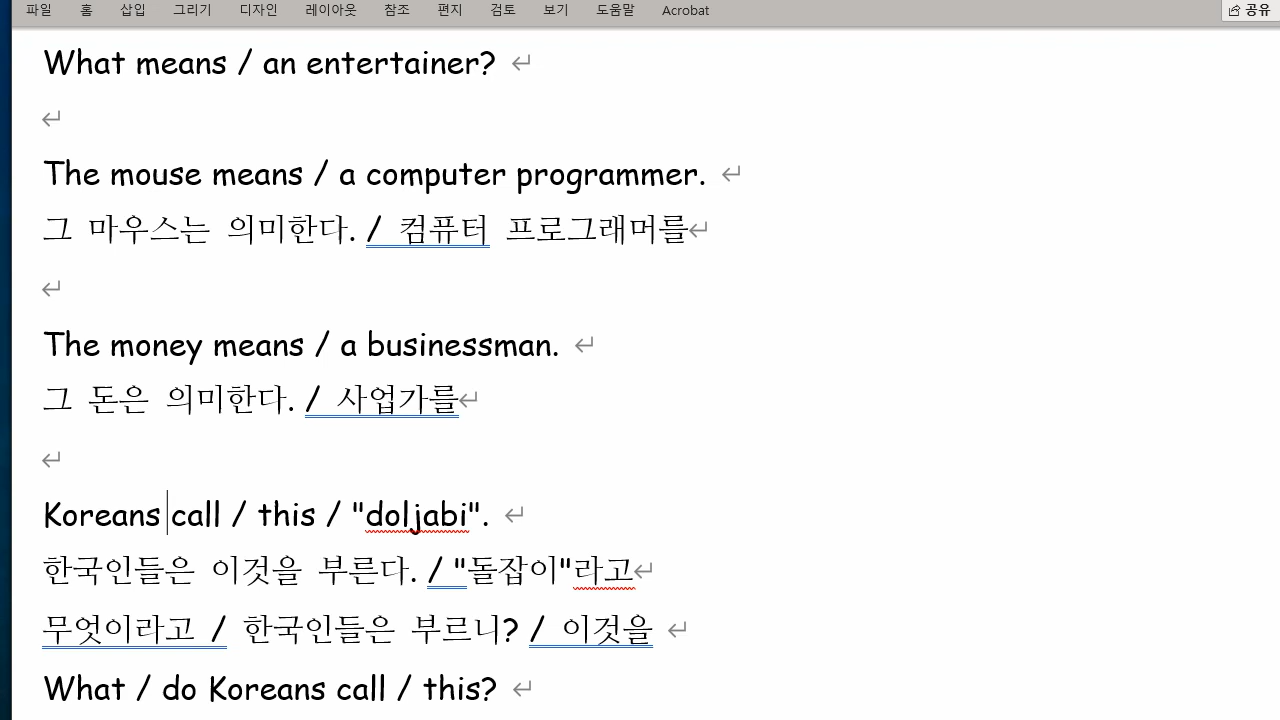 파일 홈 삽입 그리기 디자인 레이아웃 참조 편지 검토 보기 도움말 Acrobat 공유
What means / an entertainer?
The mouse means / a computer programmer.
그 마우스는 의미한다. / 컴퓨터 프로그래머를
The money means / a businessman.
그 돈은 의미한다. / 사업가를
Koreans call / this / "doljabi".
한국인들은 이것을 부른다. / "돌잡이"라고
무엇이라고 / 한국인들은 부르니? / 이것을
What / do Koreans call / this?